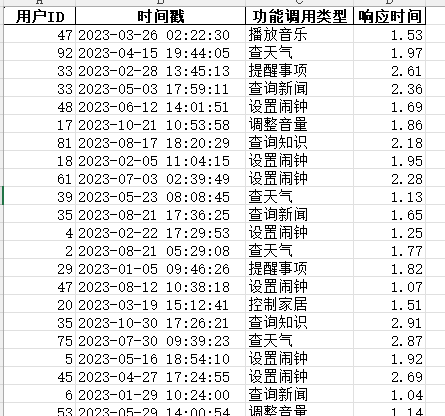 用户ID 时间戳 功能调用类型 响应时间
47 2023-03-26 02:22:30 播放音乐 1.53
92 2023-04-15 19:44:05 查天气 1.97
33 2023-02-28 13:45:13 提醒事项 2.61
33 2023-05-03 17:59:11 查询新闻 2.36
48 2023-06-12 14:01:51 设置闹钟 1.69
17 2023-10-21 10:53:58 调整音量 1.86
81 2023-08-17 18:20:29 查询知识 2.18
18 2023-02-05 11:04:15 设置闹钟 1.95
61 2023-07-03 02:39:49 设置闹钟 2.28
39 2023-05-23 08:08:45 查天气 1.13
35 2023-08-21 17:36:25 查询新闻 1.65
4 2023-02-22 17:29:53 设置闹钟 1.25
2 2023-08-21 05:29:08 查天气 1.77
29 2023-01-05 09:46:26 提醒事项 1.82
47 2023-08-12 10:38:18 设置闹钟 1.07
20 2023-03-19 15:12:41 控制家居 1.51
35 2023-10-30 17:26:21 查询知识 2.91
75 2023-07-30 09:39:23 查天气 2.87
5 2023-05-16 18:54:10 设置闹钟 1.92
45 2023-04-27 17:24:55 设置闹钟 2.69
6 2023-01-29 10:24:00 查询新闻 1.04
53 2023-05-29 14:00:54 调整音量 1.14